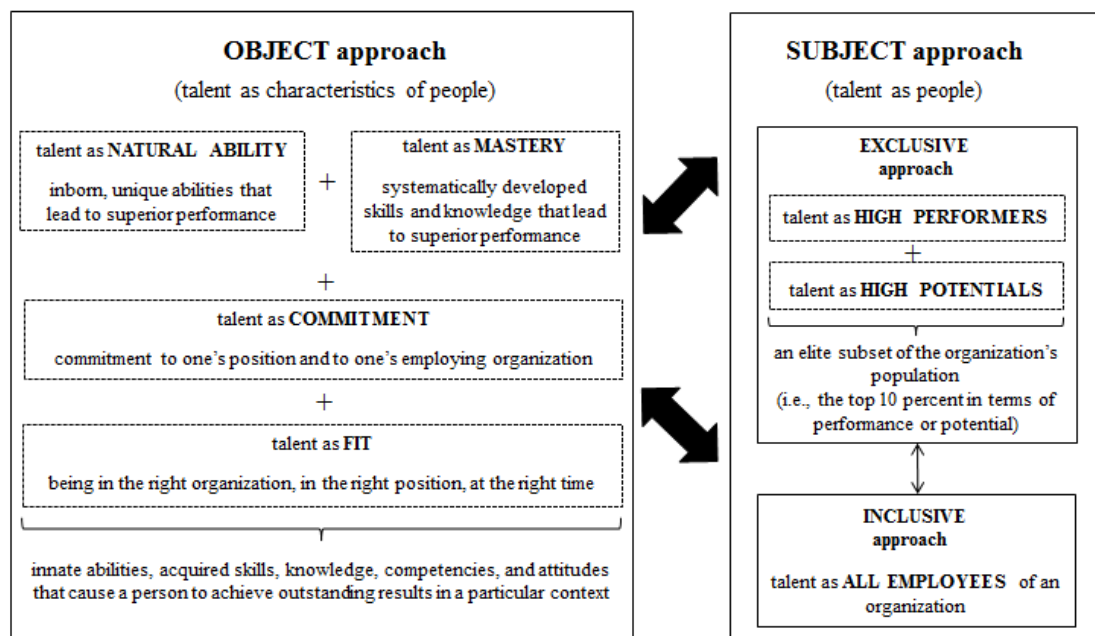 OBJECT approach
(talent as characteristics of people)
talent as NATURAL ABILITY
inborn, unique abilities that
lead to superior performance
+
talent as MASTERY
systematically developed
skills and knowledge that lead
to superior performance
+
talent as COMMITMENT
commitment to one's position and to one's employing organization
+
talent as FIT
being in the right organization, in the right position, at the right time
innate abilities, acquired skills, knowledge, competencies, and attitudes
that cause a person to achieve outstanding results in a particular context
SUBJECT approach
(talent as people)
EXCLUSIVE
approach
talent as HIGH PERFORMERS
+
talent as HIGH POTENTIALS
an elite subset of the organization's
population
(i.e., the top 10 percent in terms of
performance or potential)
INCLUSIVE
approach
talent as ALL EMPLOYEES of an
organization